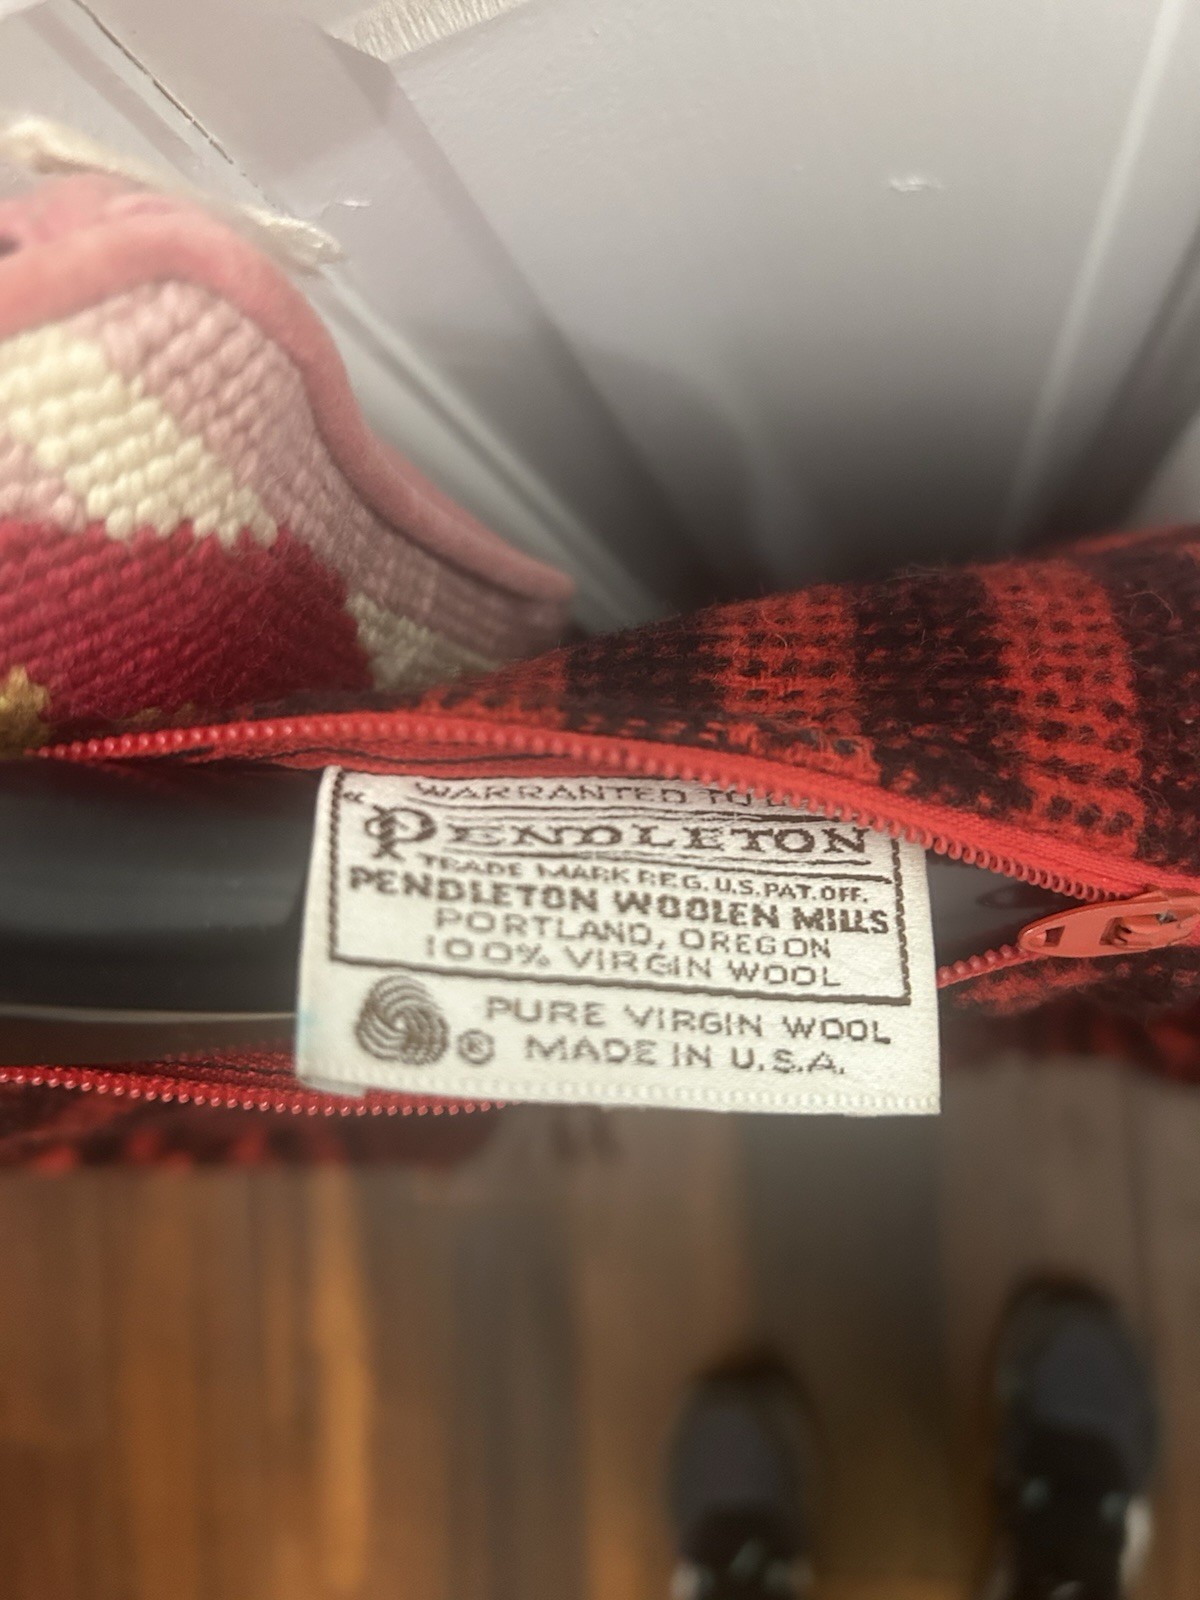 WARRANTED TO
"PENDLETON
TRADE MARK REG. U.S. PAT. OFF.
PENDLETON WOOLEN MILLS
PORTLAND, OREGON
100% VIRGIN WOOL
PURE VIRGIN WOOL
® MADE IN U.S.A.